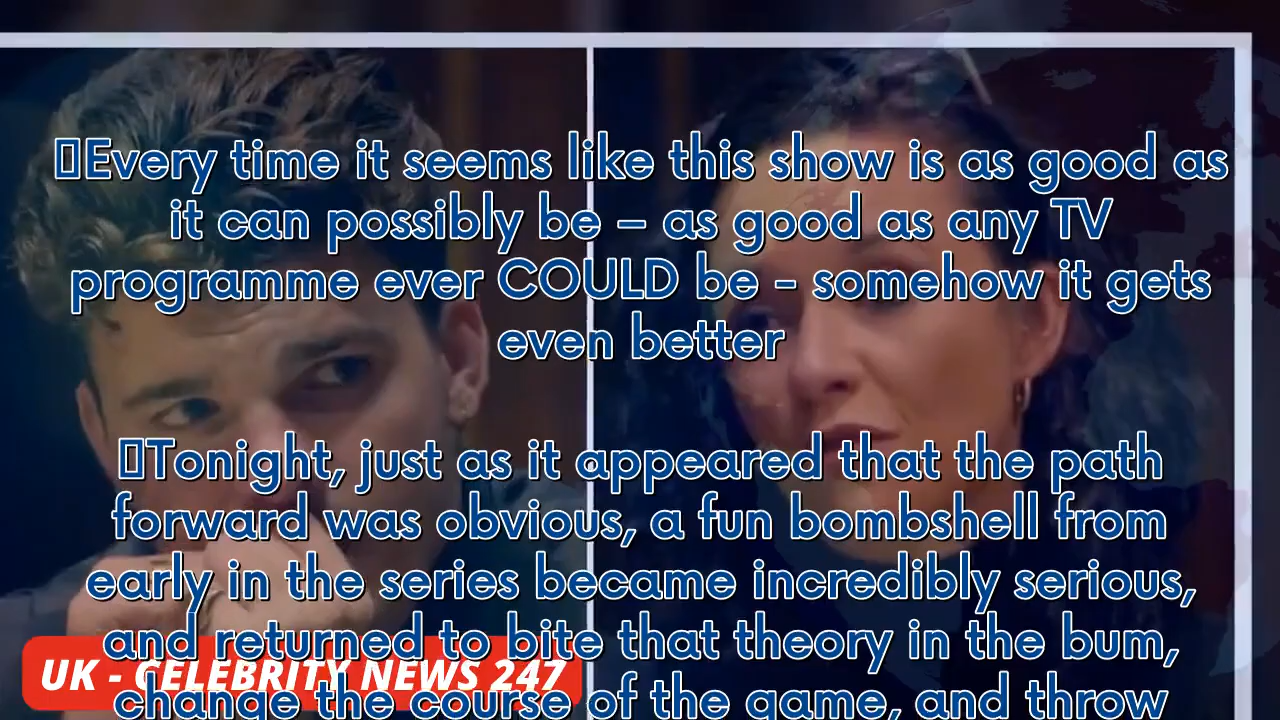 Every time it seems like this show is as good as
it can possibly be – as good as any TV
programme ever COULD be – somehow it gets
even better
Tonight, just as it appeared that the path
forward was obvious, a fun bombshell from
early in the series became incredibly serious,
and returned to bite that theory in the bum,
change the course of the game, and throw
UK - CELEBRITY NEWS 247